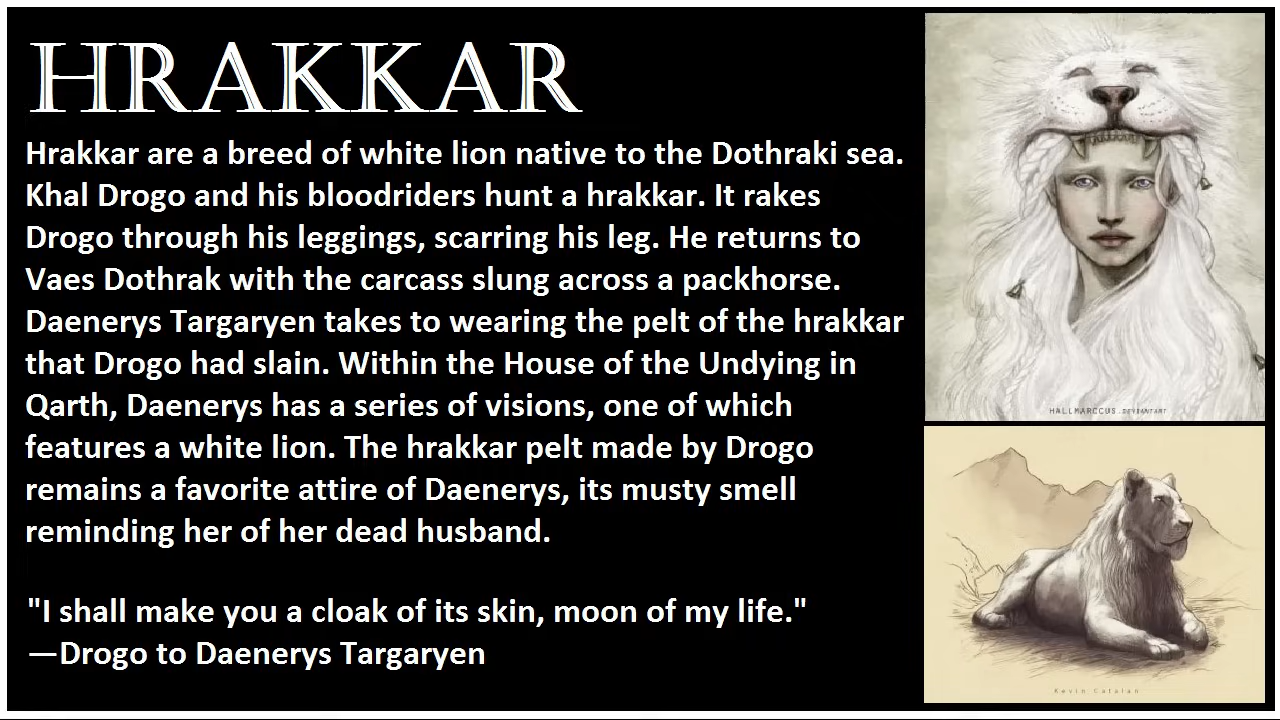 HRAKKAR
Hrakkar are a breed of white lion native to the Dothraki sea.
Khal Drogo and his bloodriders hunt a hrakkar. It rakes
Drogo through his leggings, scarring his leg. He returns to
Vaes Dothrak with the carcass slung across a packhorse.
Daenerys Targaryen takes to wearing the pelt of the hrakkar
that Drogo had slain. Within the House of the Undying in
Qarth, Daenerys has a series of visions, one of which
features a white lion. The hrakkar pelt made by Drogo
remains a favorite attire of Daenerys, its musty smell
reminding her of her dead husband.
"I shall make you a cloak of its skin, moon of my life."
—Drogo to Daenerys Targaryen
HALLMARCCUS.DEVIANTART
Kevin Catalan